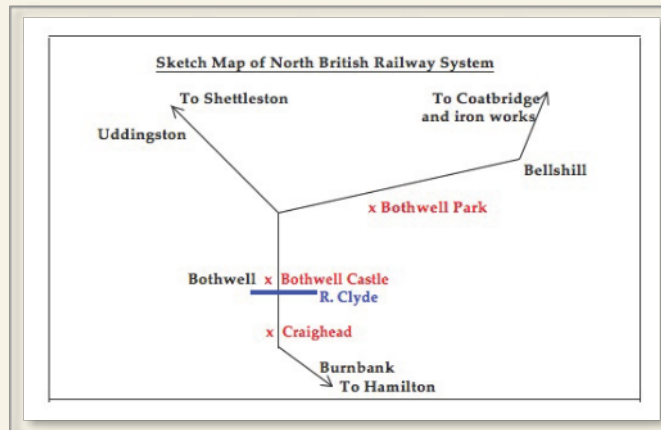 Sketch Map of North British Railway System
To Shettleston
To Coatbridge
and iron works
Uddingston
Bellshill
x Bothwell Park
Bothwell x Bothwell Castle
R. Clyde
x Craighead
Burnbank
To Hamilton